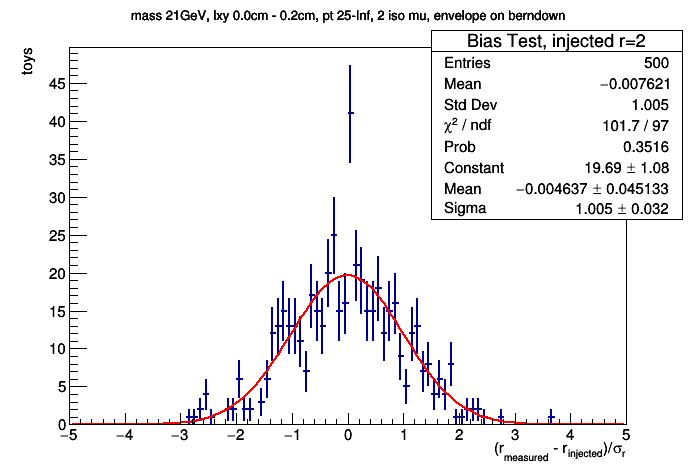 mass 21GeV, lxy 0.0cm - 0.2cm, pt 25-Inf, 2 iso mu, envelope on berndown
Bias Test, injected r=2
Entries 500
Mean −0.007621
Std Dev 1.005
χ² / ndf 101.7 / 97
Prob 0.3516
Constant 19.69 ± 1.08
Mean −0.004637 ± 0.045133
Sigma 1.005 ± 0.032
toys
45
40
35
30
25
20
15
10
5
0
−5 −4 −3 −2 −1 0 1 2 3 4 5
(r_measured - r_injected)/σ_r